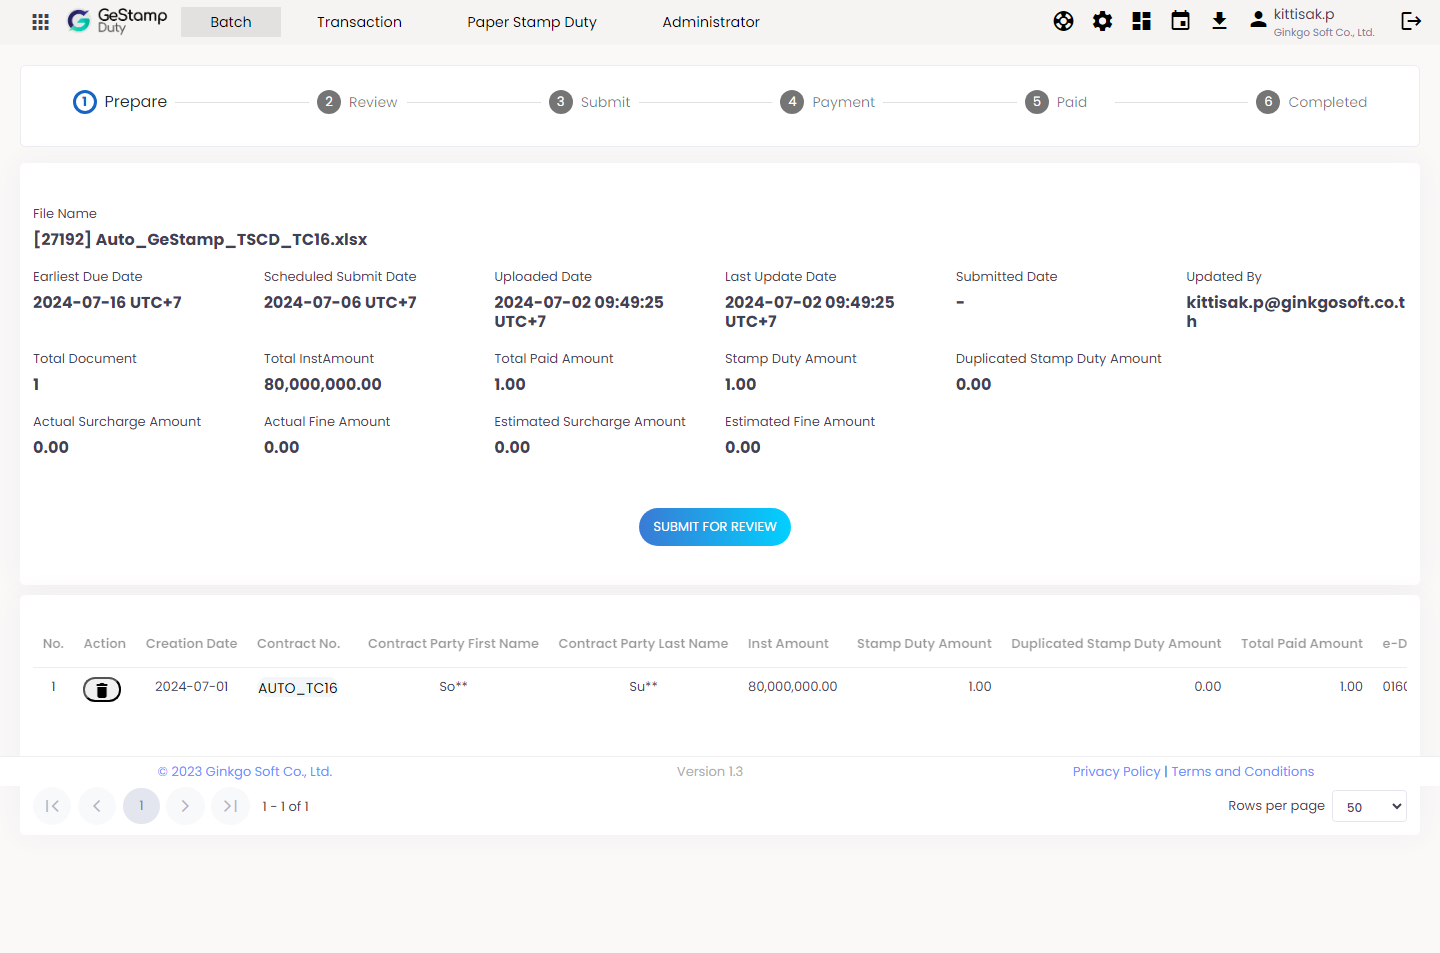 GeStamp
Duty
Batch
Transaction
Paper Stamp Duty
Administrator
kittisak.p
Ginkgo Soft Co., Ltd.
1 Prepare
2 Review
3 Submit
4 Payment
5 Paid
6 Completed
File Name
[27192] Auto_GeStamp_TSCD_TC16.xlsx
Earliest Due Date
2024-07-16 UTC+7
Scheduled Submit Date
2024-07-06 UTC+7
Uploaded Date
2024-07-02 09:49:25
UTC+7
Last Update Date
2024-07-02 09:49:25
UTC+7
Submitted Date
-
Updated By
kittisak.p@ginkgosoft.co.t
h
Total Document
1
Total InstAmount
80,000,000.00
Total Paid Amount
1.00
Stamp Duty Amount
1.00
Duplicated Stamp Duty Amount
0.00
Actual Surcharge Amount
0.00
Actual Fine Amount
0.00
Estimated Surcharge Amount
0.00
Estimated Fine Amount
0.00
SUBMIT FOR REVIEW
No. Action Creation Date Contract No. Contract Party First Name Contract Party Last Name Inst Amount Stamp Duty Amount Duplicated Stamp Duty Amount Total Paid Amount e-D
1 2024-07-01 AUTO_TC16 So** Su** 80,000,000.00 1.00 0.00 1.00 016
© 2023 Ginkgo Soft Co., Ltd.
Version 1.3
Privacy Policy | Terms and Conditions
1
1 - 1 of 1
Rows per page 50